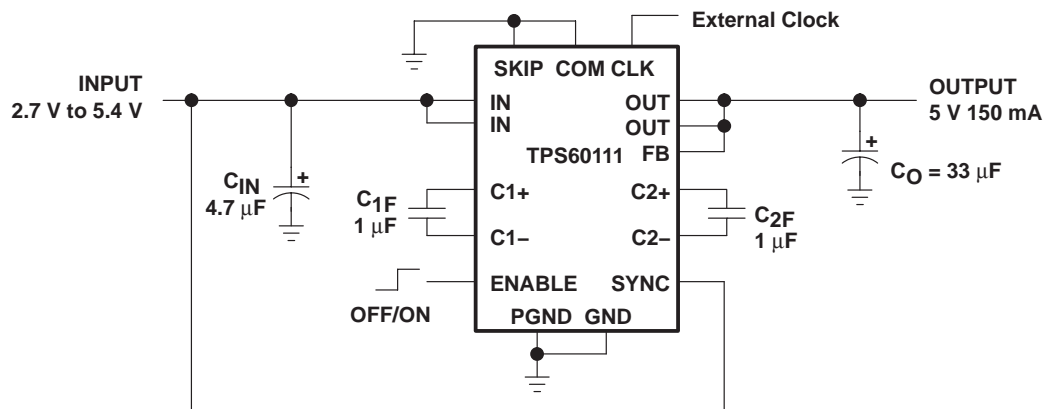 External Clock
INPUT
2.7 V to 5.4 V
SKIP COM CLK
OUTPUT
5 V 150 mA
IN
OUT
IN
OUT
TPS60111
FB
+
CIN
4.7 μF
+
CO = 33 μF
C1F
1 μF
C1+
C2+
C2F
1 μF
C1−
C2−
ENABLE
SYNC
OFF/ON
PGND GND